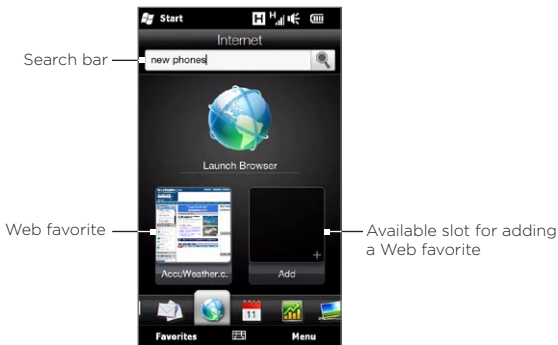 Start
H
H
Internet
Search bar
new phones
Launch Browser
Web favorite
Available slot for adding
a Web favorite
AccuWeather.c.
Add
11
Favorites
Menu